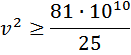 v² ≥ 81 · 10¹⁰ / 25